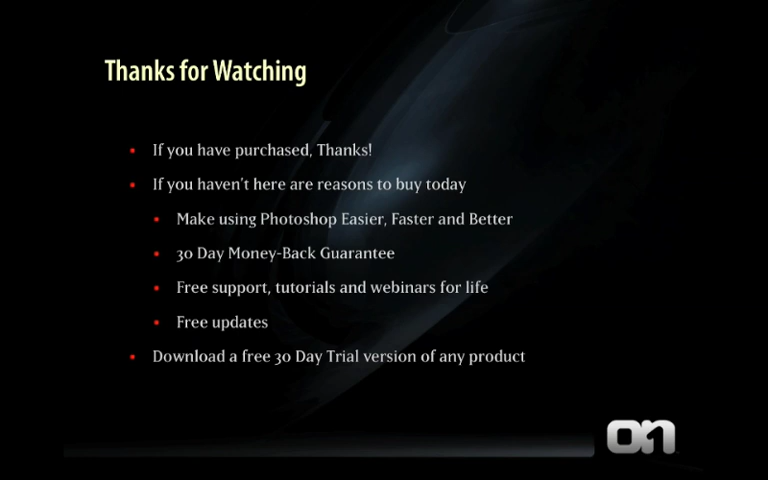 Thanks for Watching
If you have purchased, Thanks!
If you haven't here are reasons to buy today
Make using Photoshop Easier, Faster and Better
30 Day Money-Back Guarantee
Free support, tutorials and webinars for life
Free updates
Download a free 30 Day Trial version of any product
on